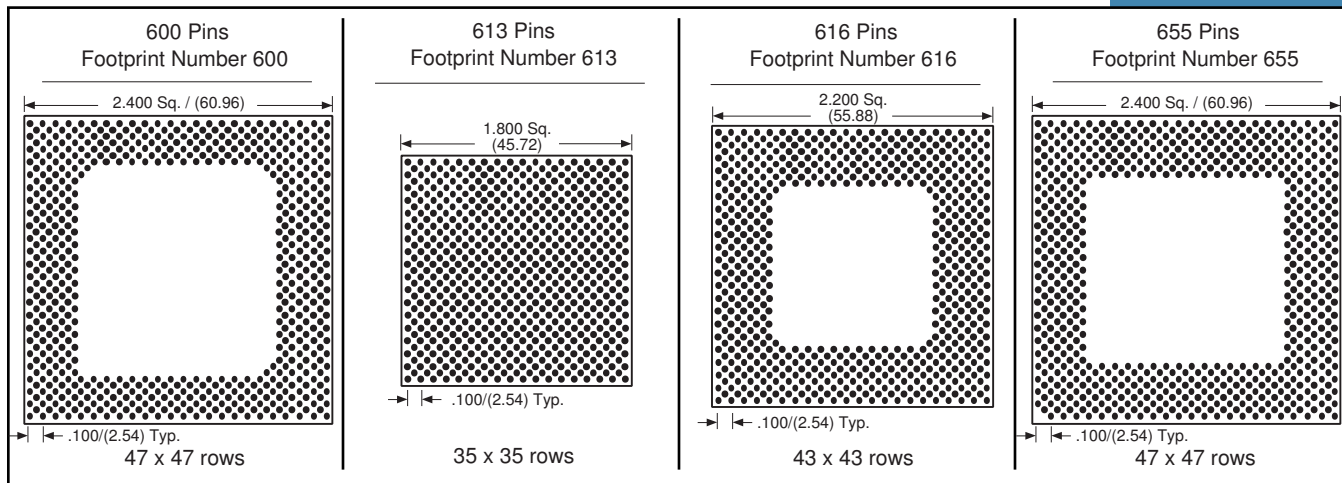 600 Pins
Footprint Number 600
2.400 Sq. / (60.96)
.100/(2.54) Typ.
47 x 47 rows
613 Pins
Footprint Number 613
1.800 Sq.
(45.72)
.100/(2.54) Typ.
35 x 35 rows
616 Pins
Footprint Number 616
2.200 Sq.
(55.88)
.100/(2.54) Typ.
43 x 43 rows
655 Pins
Footprint Number 655
2.400 Sq. / (60.96)
.100/(2.54) Typ.
47 x 47 rows